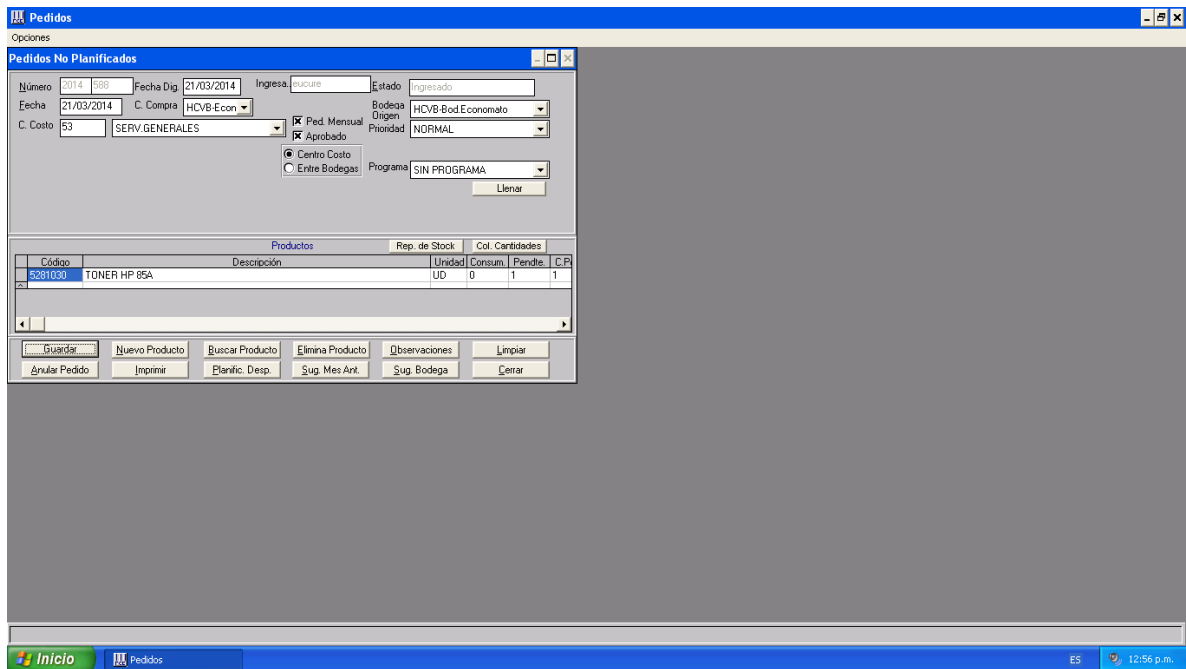 Pedidos
Opciones
Pedidos No Planificados
Número 2014 588 Fecha Dig. 21/03/2014 Ingresa.. eucure Estado Ingresado
Fecha 21/03/2014 C. Compra HCVB-Econ Bodega Origen HCVB-Bod.Economato
C. Costo 53 SERV.GENERALES Ped. Mensual Prioridad NORMAL
Aprobado
Centro Costo
Entre Bodegas Programa SIN PROGRAMA
Llenar
Productos Rep. de Stock Col. Cantidades
Código Descripción Unidad Consum. Pendte.
5281030 TONER HP 85A UD 0 1 1
Guardar Nuevo Producto Buscar Producto Elimina Producto Observaciones Limpiar
Anular Pedido Imprimir Planific. Desp. Sug. Mes Ant. Sug. Bodega Cerrar
Inicio Pedidos ES 12:56 p.m.